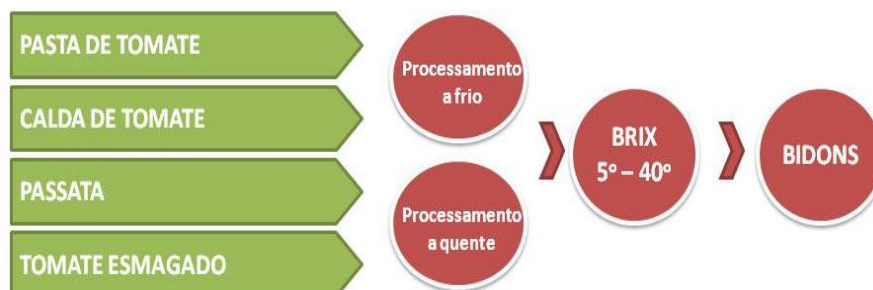 PASTA DE TOMATE
CALDA DE TOMATE
PASSATA
TOMATE ESMAGADO
Processamento
a frio
Processamento
a quente
BRIX
5º – 40º
BIDONS